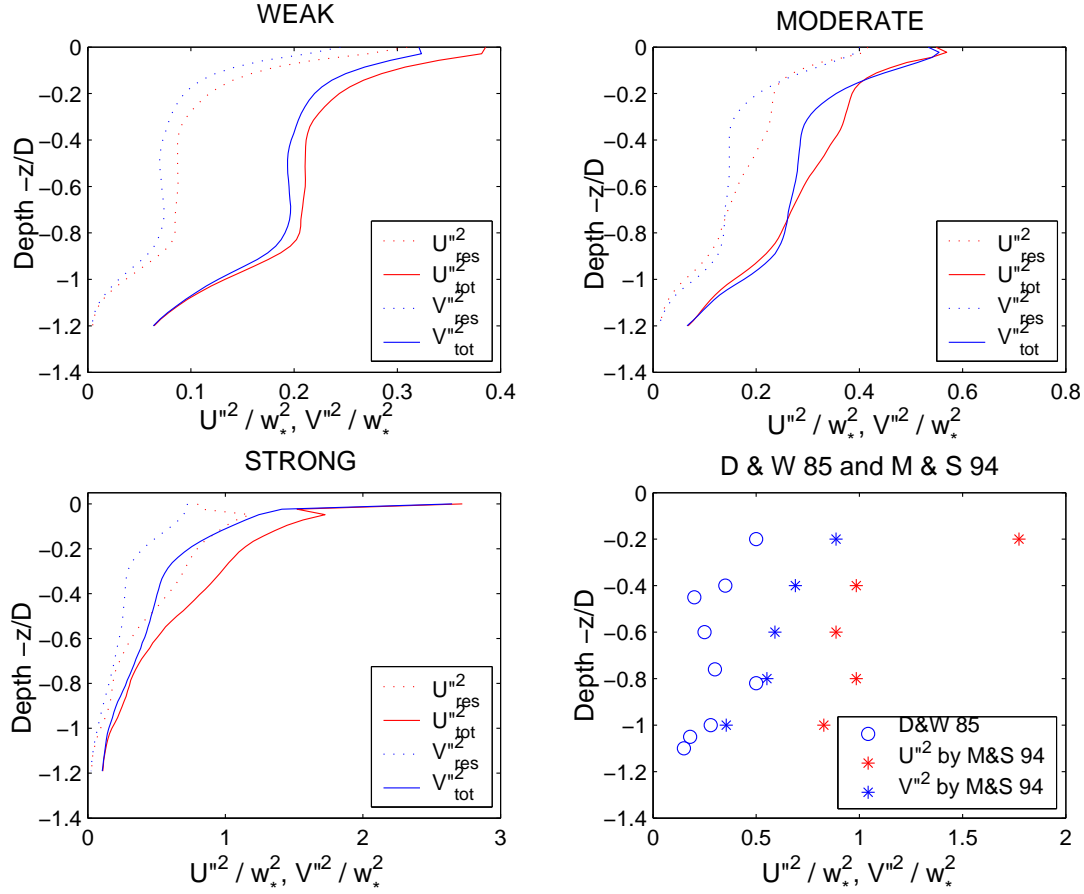 WEAK
0
−0.2
−0.4
−0.6
−0.8
−1
−1.2
−1.4
Depth −z/D
U"²res
U"²tot
V"²res
V"²tot
0 0.1 0.2 0.3 0.4
U"² / w*², V"² / w*²
MODERATE
0
−0.2
−0.4
−0.6
−0.8
−1
−1.2
−1.4
Depth −z/D
U"²res
U"²tot
V"²res
V"²tot
0 0.2 0.4 0.6 0.8
U"² / w*², V"² / w*²
STRONG
0
−0.2
−0.4
−0.6
−0.8
−1
−1.2
−1.4
Depth −z/D
U"²res
U"²tot
V"²res
V"²tot
0 1 2 3
U"² / w*², V"² / w*²
D & W 85 and M & S 94
0
−0.2
−0.4
−0.6
−0.8
−1
−1.2
−1.4
Depth −z/D
D&W 85
U"² by M&S 94
V"² by M&S 94
0 0.5 1 1.5 2
U"² / w*², V"² / w*²